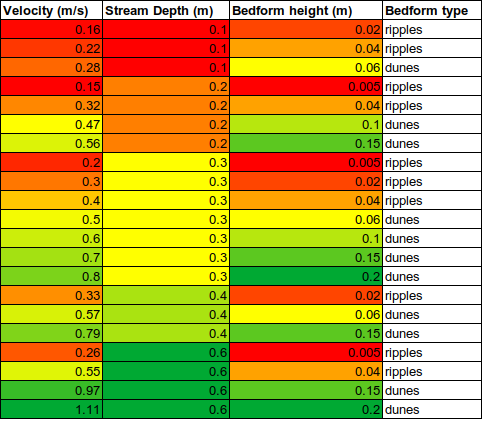 Velocity (m/s) Stream Depth (m) Bedform height (m) Bedform type
0.16 0.1 0.02 ripples
0.22 0.1 0.04 ripples
0.28 0.1 0.06 dunes
0.15 0.2 0.005 ripples
0.32 0.2 0.04 ripples
0.47 0.2 0.1 dunes
0.56 0.2 0.15 dunes
0.2 0.3 0.005 ripples
0.3 0.3 0.02 ripples
0.4 0.3 0.04 ripples
0.5 0.3 0.06 dunes
0.6 0.3 0.1 dunes
0.7 0.3 0.15 dunes
0.8 0.3 0.2 dunes
0.33 0.4 0.02 ripples
0.57 0.4 0.06 dunes
0.79 0.4 0.15 dunes
0.26 0.6 0.005 ripples
0.55 0.6 0.04 ripples
0.97 0.6 0.15 dunes
1.11 0.6 0.2 dunes